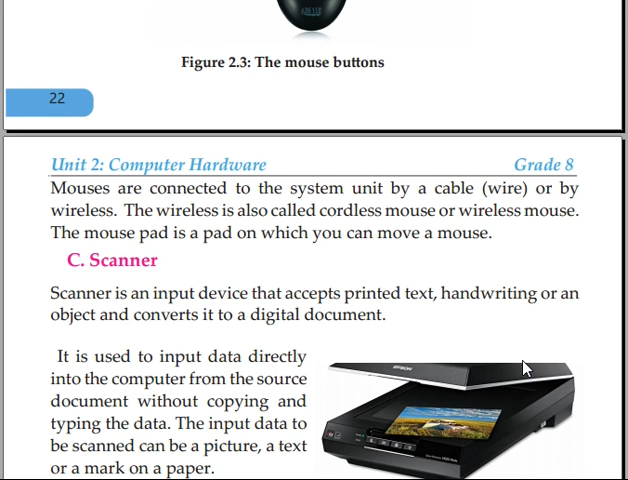 Figure 2.3: The mouse buttons
22
Unit 2: Computer Hardware Grade 8
Mouses are connected to the system unit by a cable (wire) or by
wireless. The wireless is also called cordless mouse or wireless mouse.
The mouse pad is a pad on which you can move a mouse.
C. Scanner
Scanner is an input device that accepts printed text, handwriting or an
object and converts it to a digital document.
It is used to input data directly
into the computer from the source
document without copying and
typing the data. The input data to
be scanned can be a picture, a text
or a mark on a paper.
EPSON